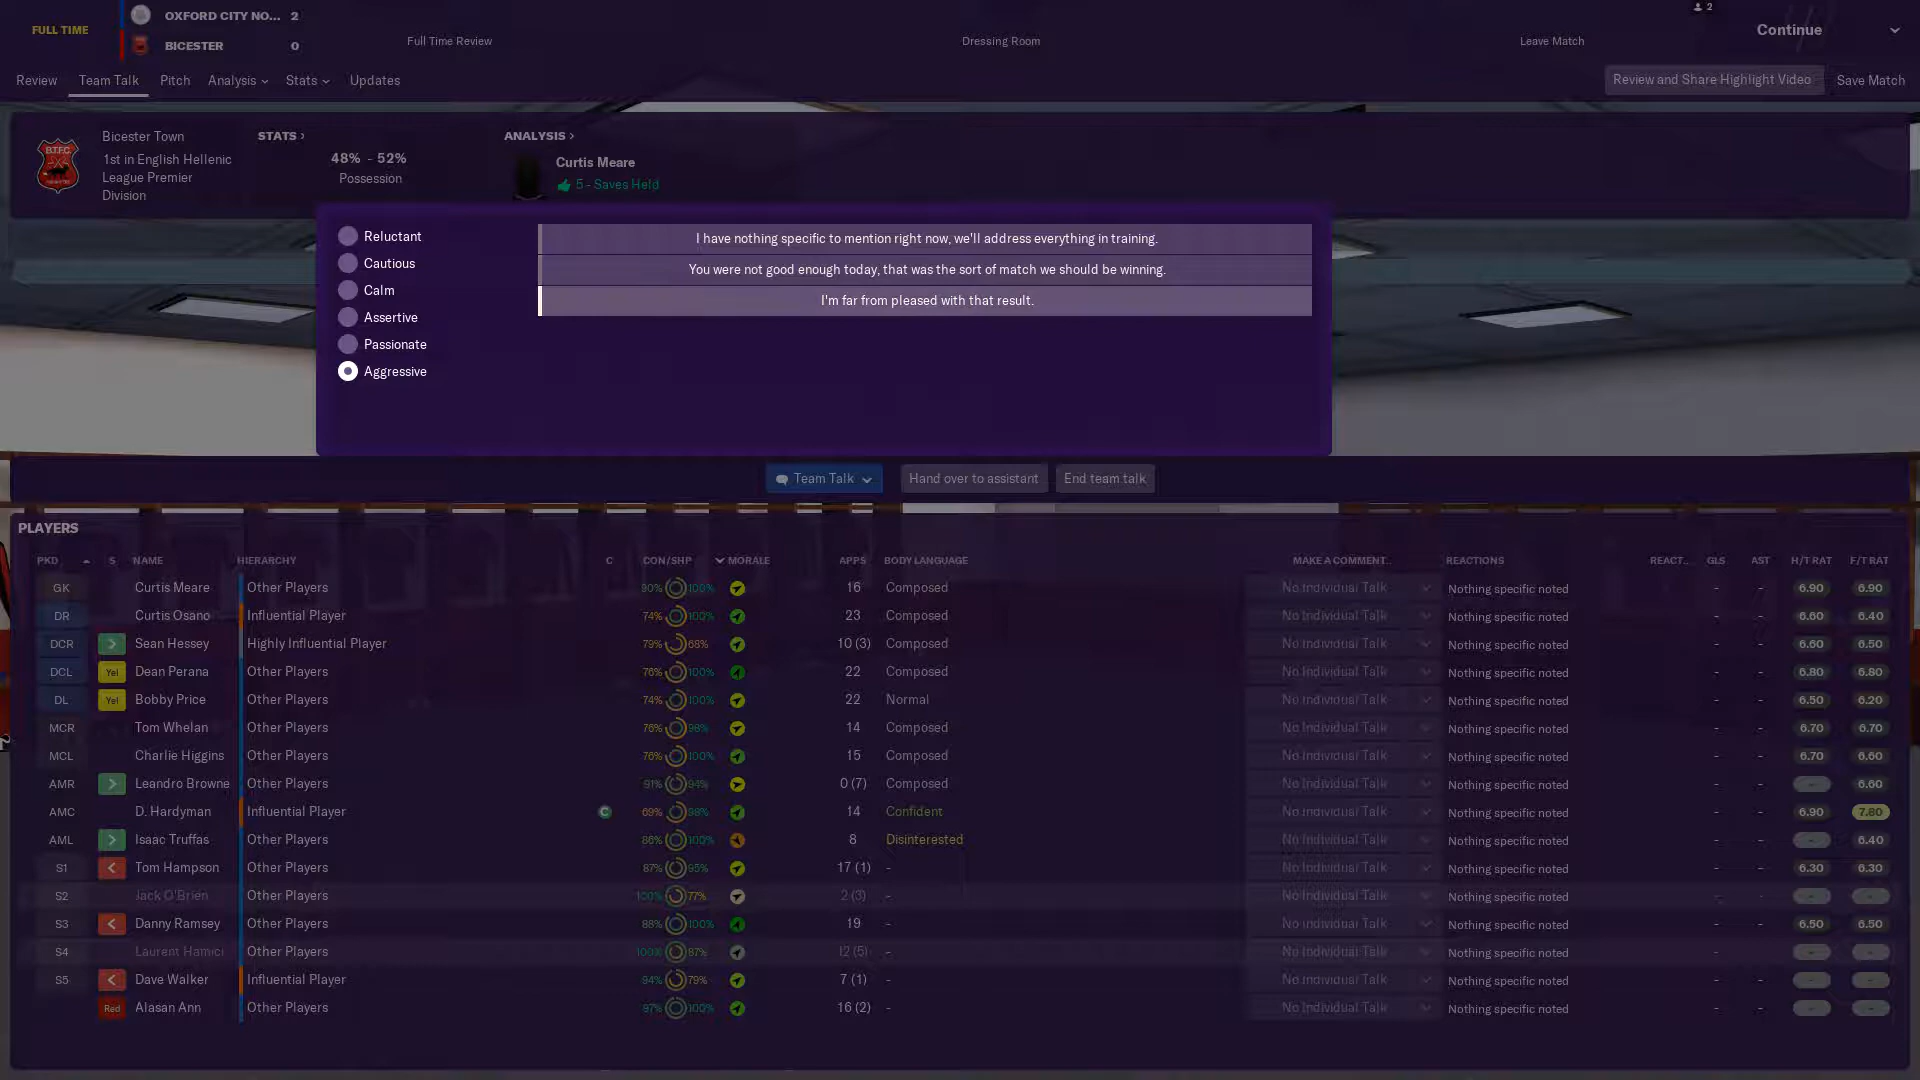 FULL TIME
OXFORD CITY NO... 2
BICESTER 0
Full Time Review
Dressing Room
Leave Match
2
Continue
Review Team Talk Pitch Analysis Stats Updates
Review and Share Highlight Video
Save Match
Bicester Town
1st in English Hellenic
League Premier
Division
STATS
48% - 52%
Possession
ANALYSIS
Curtis Meare
5 - Saves Held
B.T.F.C.
Reluctant
Cautious
Calm
Assertive
Passionate
Aggressive
I have nothing specific to mention right now, we'll address everything in training.
You were not good enough today, that was the sort of match we should be winning.
I'm far from pleased with that result.
Team Talk
Hand over to assistant
End team talk
PLAYERS
PKD S NAME HIERARCHY C CON/SHP MORALE APPS BODY LANGUAGE MAKE A COMMENT... REACTIONS REACT... GLS AST H/T RAT F/T RAT
GK Curtis Meare Other Players 90% 100% 16 Composed No Individual Talk Nothing specific noted - - 6.90 6.90
DR Curtis Osano Influential Player 74% 100% 23 Composed No Individual Talk Nothing specific noted - - 6.60 6.40
DCR Sean Hessey Highly Influential Player 79% 68% 10 (3) Composed No Individual Talk Nothing specific noted - - 6.60 6.50
DCL Yel Dean Perana Other Players 76% 100% 22 Composed No Individual Talk Nothing specific noted - - 6.80 6.80
DL Yel Bobby Price Other Players 74% 100% 22 Normal No Individual Talk Nothing specific noted - - 6.50 6.20
MCR Tom Whelan Other Players 76% 98% 14 Composed No Individual Talk Nothing specific noted - - 6.70 6.70
MCL Charlie Higgins Other Players 76% 100% 15 Composed No Individual Talk Nothing specific noted - - 6.70 6.60
AMR Leandro Browne Other Players 91% 94% 0 (7) Composed No Individual Talk Nothing specific noted - - - 6.60
AMC D. Hardyman Influential Player C 69% 98% 14 Confident No Individual Talk Nothing specific noted - - 6.90 7.80
AML Isaac Truffas Other Players 86% 100% 8 Disinterested No Individual Talk Nothing specific noted - - - 6.40
S1 Tom Hampson Other Players 87% 95% 17 (1) - No Individual Talk Nothing specific noted - - 6.30 6.30
S2 Jack O'Brien Other Players 100% 77% 2 (3) - No Individual Talk Nothing specific noted - - - -
S3 Danny Ramsey Other Players 88% 100% 19 - No Individual Talk Nothing specific noted - - 6.50 6.50
S4 Laurent Hamici Other Players 100% 87% 12 (5) - No Individual Talk Nothing specific noted - - - -
S5 Dave Walker Influential Player 94% 79% 7 (1) - No Individual Talk Nothing specific noted - - - -
Red Alasan Ann Other Players 97% 100% 16 (2) - No Individual Talk Nothing specific noted - - - -